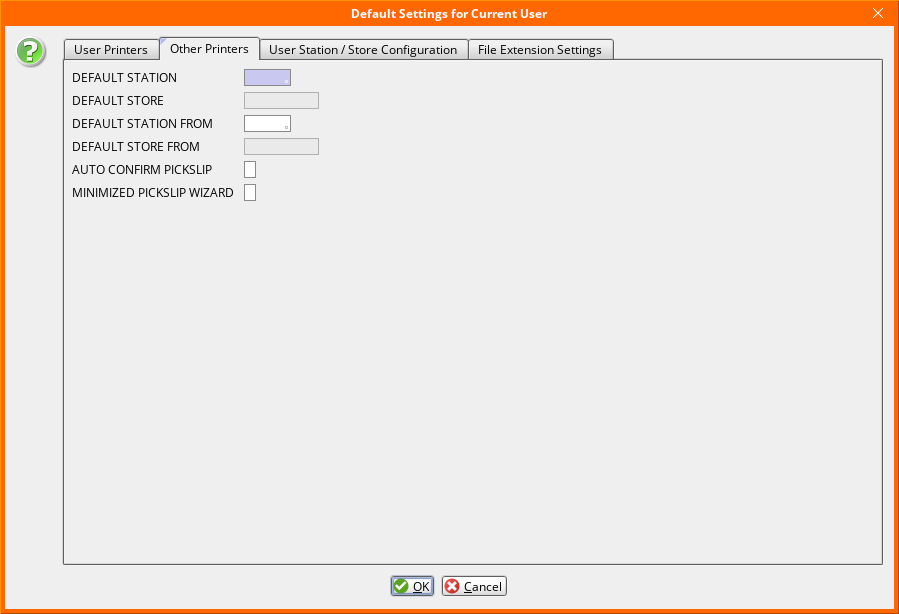 Default Settings for Current User
User Printers Other Printers User Station / Store Configuration File Extension Settings
DEFAULT STATION
DEFAULT STORE
DEFAULT STATION FROM
DEFAULT STORE FROM
AUTO CONFIRM PICKSLIP
MINIMIZED PICKSLIP WIZARD
OK Cancel